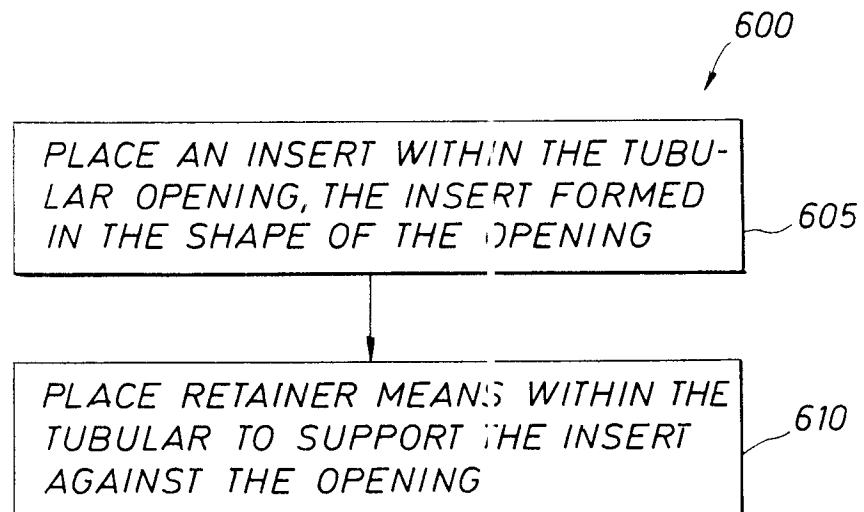 600
PLACE AN INSERT WITHIN THE TUBU-
LAR OPENING, THE INSERT FORMED
IN THE SHAPE OF THE OPENING
605
PLACE RETAINER MEANS WITHIN THE
TUBULAR TO SUPPORT THE INSERT
AGAINST THE OPENING
610